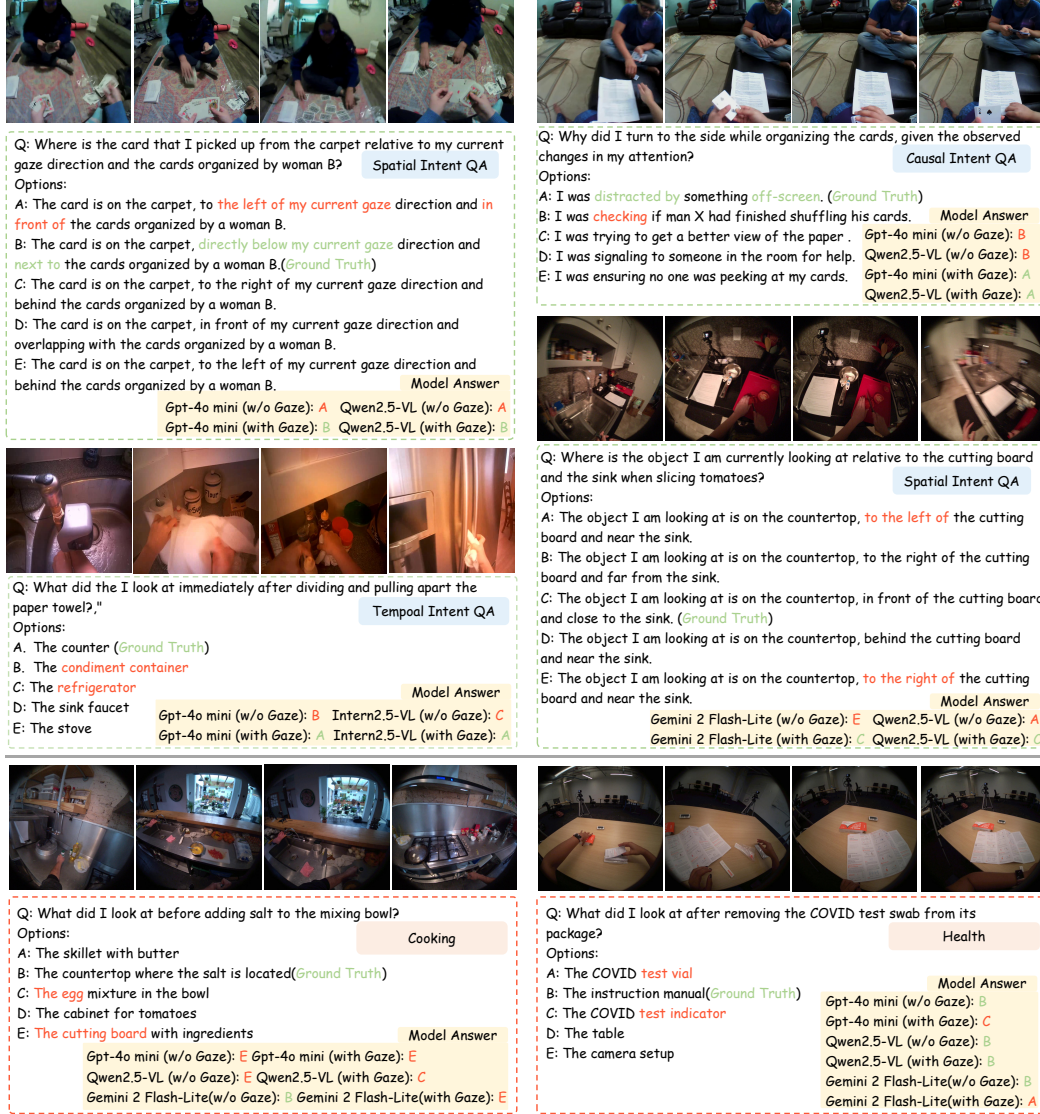 Q: Where is the card that I picked up from the carpet relative to my current
gaze direction and the cards organized by woman B?
Spatial Intent QA
Options:
A: The card is on the carpet, to the left of my current gaze direction and in
front of the cards organized by woman B.
B: The card is on the carpet, directly below my current gaze direction and
next to the cards organized by a woman B.(Ground Truth)
C: The card is on the carpet, to the right of my current gaze direction and
behind the cards organized by a woman B.
D: The card is on the carpet, in front of my current gaze direction and
overlapping with the cards organized by a woman B.
E: The card is on the carpet, to the left of my current gaze direction and
behind the cards organized by a woman B.
Model Answer
Gpt-4o mini (w/o Gaze): A Qwen2.5-VL (w/o Gaze): A
Gpt-4o mini (with Gaze): B Qwen2.5-VL (with Gaze): B
Q: Why did I turn to the side while organizing the cards, given the observed
changes in my attention?
Causal Intent QA
Options:
A: I was distracted by something off-screen. (Ground Truth)
B: I was checking if man X had finished shuffling his cards.
C: I was trying to get a better view of the paper .
D: I was signaling to someone in the room for help.
E: I was ensuring no one was peeking at my cards.
Model Answer
Gpt-4o mini (w/o Gaze): B
Qwen2.5-VL (w/o Gaze): B
Gpt-4o mini (with Gaze): A
Qwen2.5-VL (with Gaze): A
Q: What did the I look at immediately after dividing and pulling apart the
paper towel?,"
Tempoal Intent QA
Options:
A. The counter (Ground Truth)
B. The condiment container
C: The refrigerator
D: The sink faucet
E: The stove
Model Answer
Gpt-4o mini (w/o Gaze): B Intern2.5-VL (w/o Gaze): C
Gpt-4o mini (with Gaze): A Intern2.5-VL (with Gaze): A
Q: Where is the object I am currently looking at relative to the cutting board
and the sink when slicing tomatoes?
Spatial Intent QA
Options:
A: The object I am looking at is on the countertop, to the left of the cutting
board and near the sink.
B: The object I am looking at is on the countertop, to the right of the cutting
board and far from the sink.
C: The object I am looking at is on the countertop, in front of the cutting board
and close to the sink. (Ground Truth)
D: The object I am looking at is on the countertop, behind the cutting board
and near the sink.
E: The object I am looking at is on the countertop, to the right of the cutting
board and near the sink.
Model Answer
Gemini 2 Flash-Lite (w/o Gaze): E Qwen2.5-VL (w/o Gaze): A
Gemini 2 Flash-Lite (with Gaze): C Qwen2.5-VL (with Gaze): C
Q: What did I look at before adding salt to the mixing bowl?
Cooking
Options:
A: The skillet with butter
B: The countertop where the salt is located(Ground Truth)
C: The egg mixture in the bowl
D: The cabinet for tomatoes
E: The cutting board with ingredients
Model Answer
Gpt-4o mini (w/o Gaze): E Gpt-4o mini (with Gaze): E
Qwen2.5-VL (w/o Gaze): E Qwen2.5-VL (with Gaze): C
Gemini 2 Flash-Lite(w/o Gaze): B Gemini 2 Flash-Lite(with Gaze): E
Q: What did I look at after removing the COVID test swab from its
package?
Health
Options:
A: The COVID test vial
B: The instruction manual(Ground Truth)
C: The COVID test indicator
D: The table
E: The camera setup
Model Answer
Gpt-4o mini (w/o Gaze): B
Gpt-4o mini (with Gaze): C
Qwen2.5-VL (w/o Gaze): B
Qwen2.5-VL (with Gaze): B
Gemini 2 Flash-Lite(w/o Gaze): B
Gemini 2 Flash-Lite(with Gaze): A